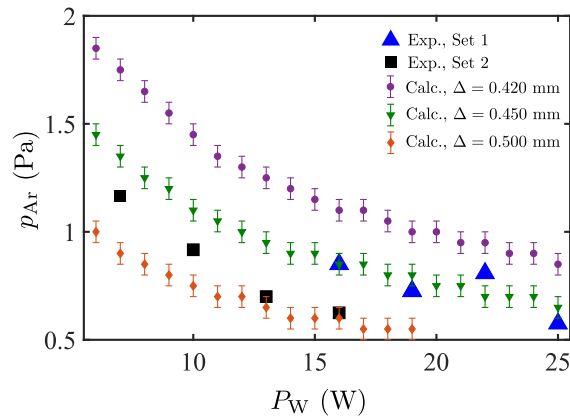 2
1.5
1
0.5
p_Ar (Pa)
Exp., Set 1
Exp., Set 2
Calc., Δ = 0.420 mm
Calc., Δ = 0.450 mm
Calc., Δ = 0.500 mm
10 15 20 25
P_W (W)